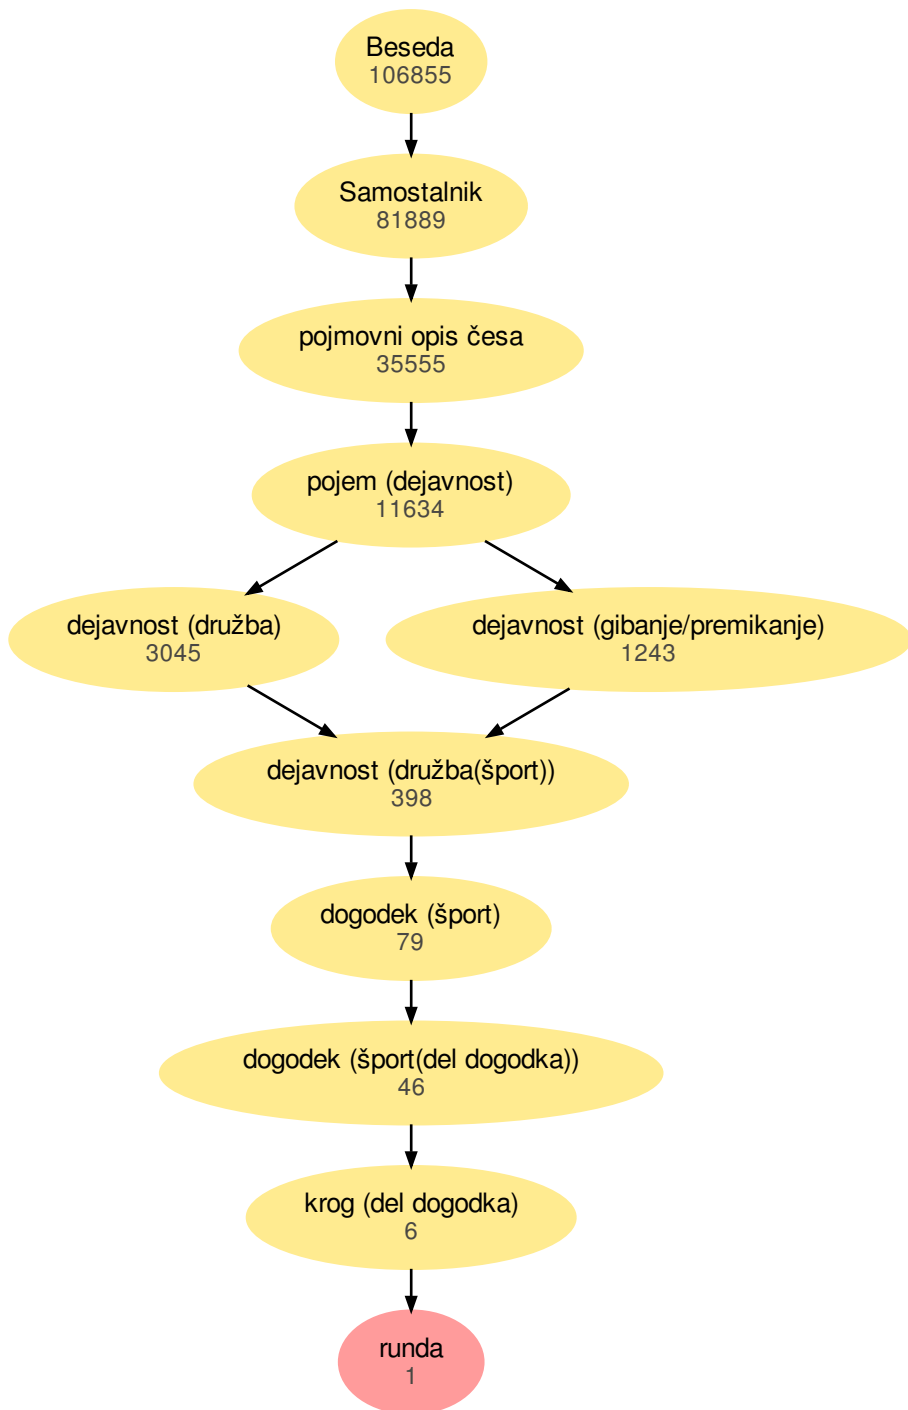 Beseda
106855
Samostalnik
81889
pojmovni opis česa
35555
pojem (dejavnost)
11634
dejavnost (družba)
3045
dejavnost (gibanje/premikanje)
1243
dejavnost (družba(šport))
398
dogodek (šport)
79
dogodek (šport(del dogodka))
46
krog (del dogodka)
6
runda
1